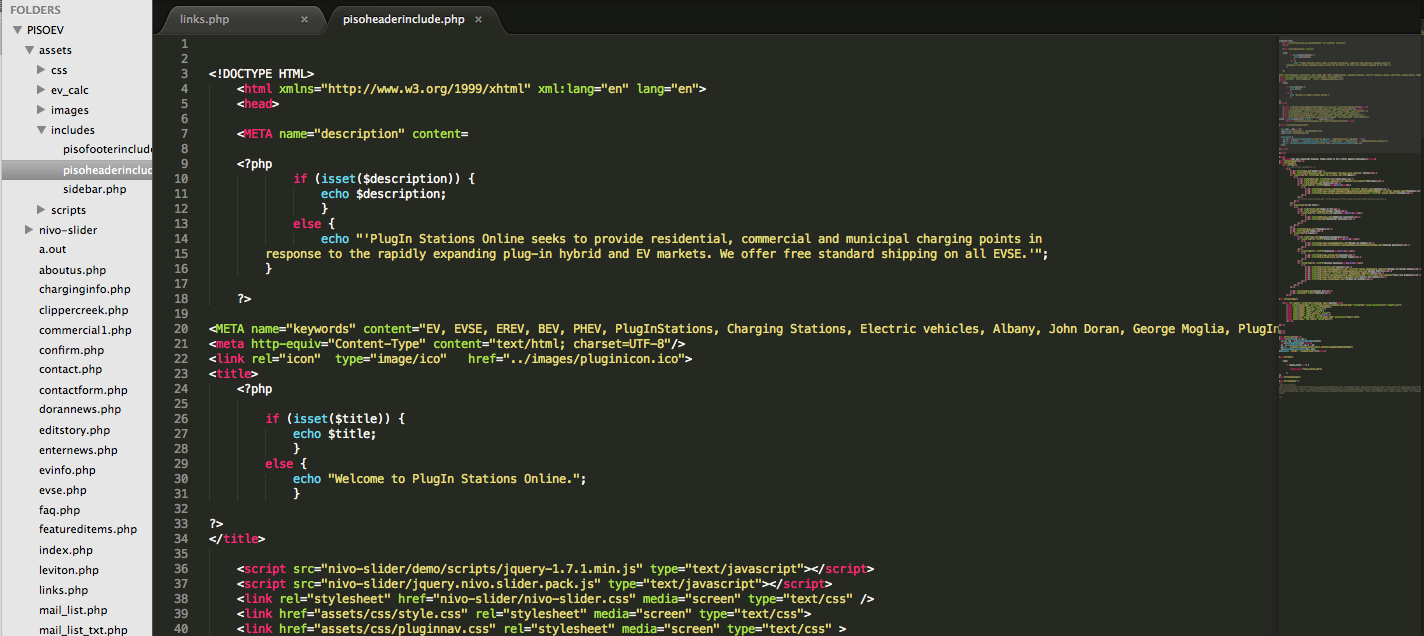 FOLDERS
PISOEV
assets
css
ev_calc
images
includes
pisofooterinclude
pisoheaderinclud
sidebar.php
scripts
nivo-slider
a.out
aboutus.php
charginginfo.php
clippercreek.php
commercial1.php
confirm.php
contact.php
contactform.php
dorannews.php
editstory.php
enternews.php
evinfo.php
evse.php
faq.php
featureditems.php
index.php
leviton.php
links.php
mail_list.php
mail_list_txt.php
links.php × pisoheaderinclude.php ×
1
2
3 <!DOCTYPE HTML>
4 <html xmlns="http://www.w3.org/1999/xhtml" xml:lang="en" lang="en">
5 <head>
6
7 <META name="description" content=
8
9 <?php
10 if (isset($description)) {
11 echo $description;
12 }
13 else {
14 echo "'PlugIn Stations Online seeks to provide residential, commercial and municipal charging points in
15 response to the rapidly expanding plug-in hybrid and EV markets. We offer free standard shipping on all EVSE.'";
16 }
17
18 ?>
19
20 <META name="keywords" content="EV, EVSE, EREV, BEV, PHEV, PlugInStations, Charging Stations, Electric vehicles, Albany, John Doran, George Moglia, PlugIn
21 <meta http-equiv="Content-Type" content="text/html; charset=UTF-8"/>
22 <link rel="icon" type="image/ico" href="../images/pluginicon.ico">
23 <title>
24 <?php
25
26 if (isset($title)) {
27 echo $title;
28 }
29 else {
30 echo "Welcome to PlugIn Stations Online.";
31 }
32
33 ?>
34 </title>
35
36 <script src="nivo-slider/demo/scripts/jquery-1.7.1.min.js" type="text/javascript"></script>
37 <script src="nivo-slider/jquery.nivo.slider.pack.js" type="text/javascript"></script>
38 <link rel="stylesheet" href="nivo-slider/nivo-slider.css" media="screen" type="text/css" />
39 <link href="assets/css/style.css" rel="stylesheet" media="screen" type="text/css">
40 <link href="assets/css/pluginnav.css" rel="stylesheet" media="screen" type="text/css" >